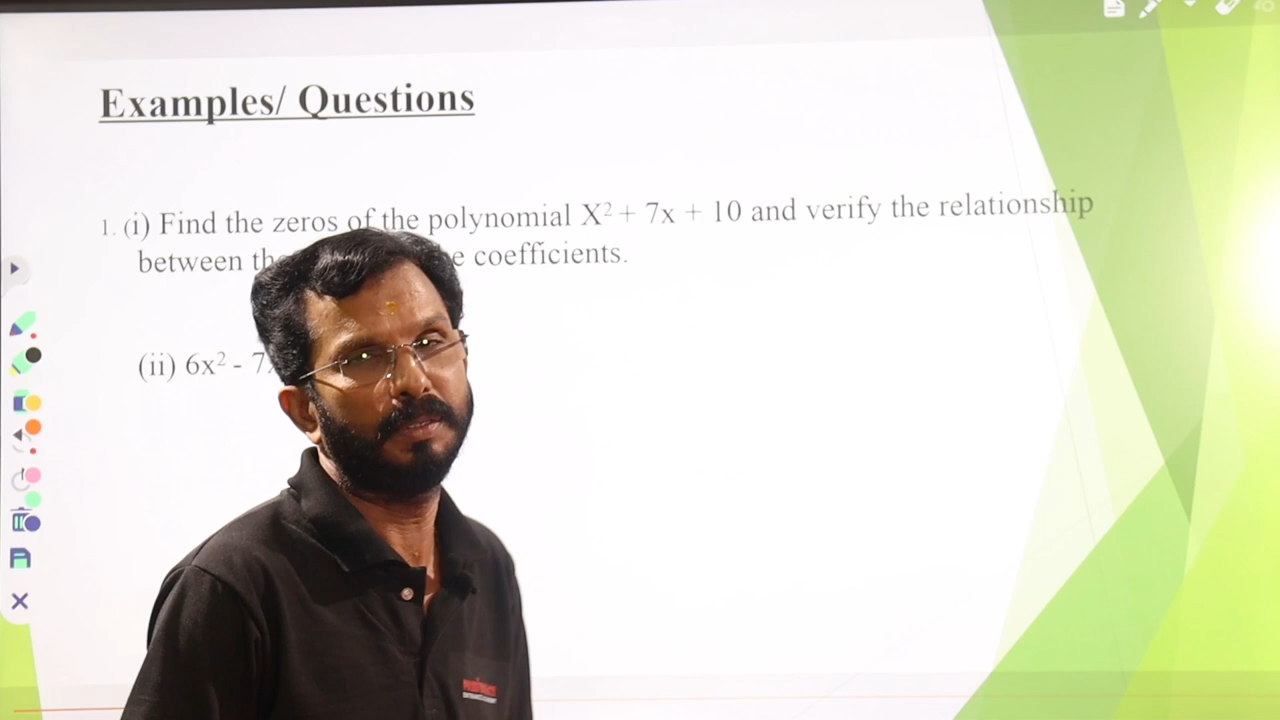 Examples/ Questions
1. (i) Find the zeros of the polynomial X² + 7x + 10 and verify the relationship
between coefficients.
(ii) 6x² - 7